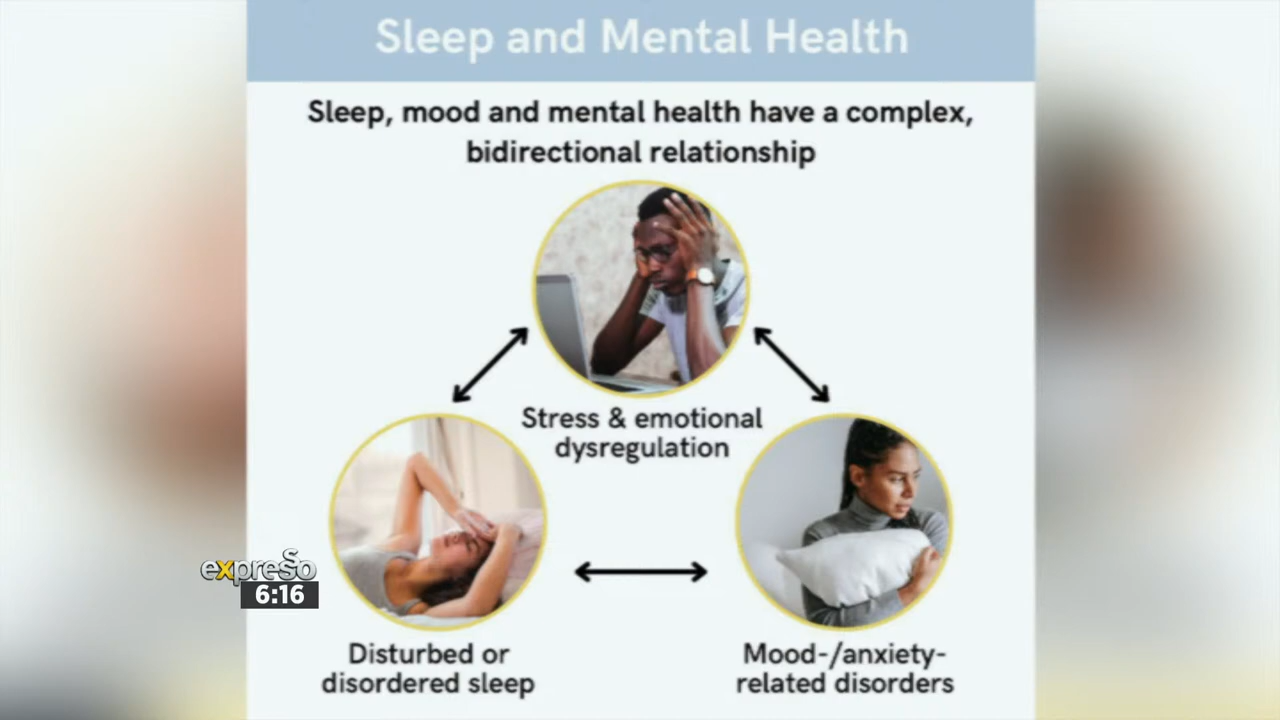 Sleep and Mental Health
Sleep, mood and mental health have a complex,
bidirectional relationship
Stress & emotional
dysregulation
Disturbed or
disordered sleep
Mood-/anxiety-
related disorders
expresso
6:16